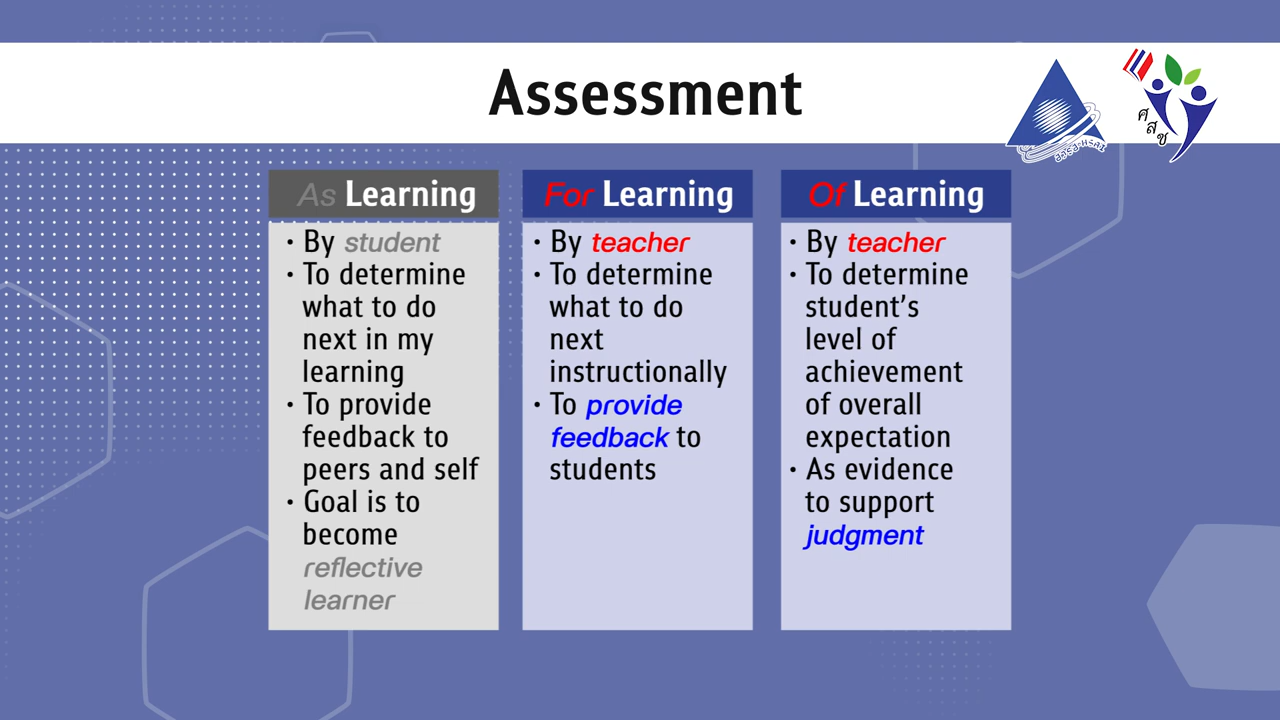 Assessment
ศ
ส
ช
As Learning
• By student
• To determine
what to do
next in my
learning
• To provide
feedback to
peers and self
• Goal is to
become
reflective
learner
For Learning
• By teacher
• To determine
what to do
next
instructionally
• To provide
feedback to
students
Of Learning
• By teacher
• To determine
student’s
level of
achievement
of overall
expectation
• As evidence
to support
judgment